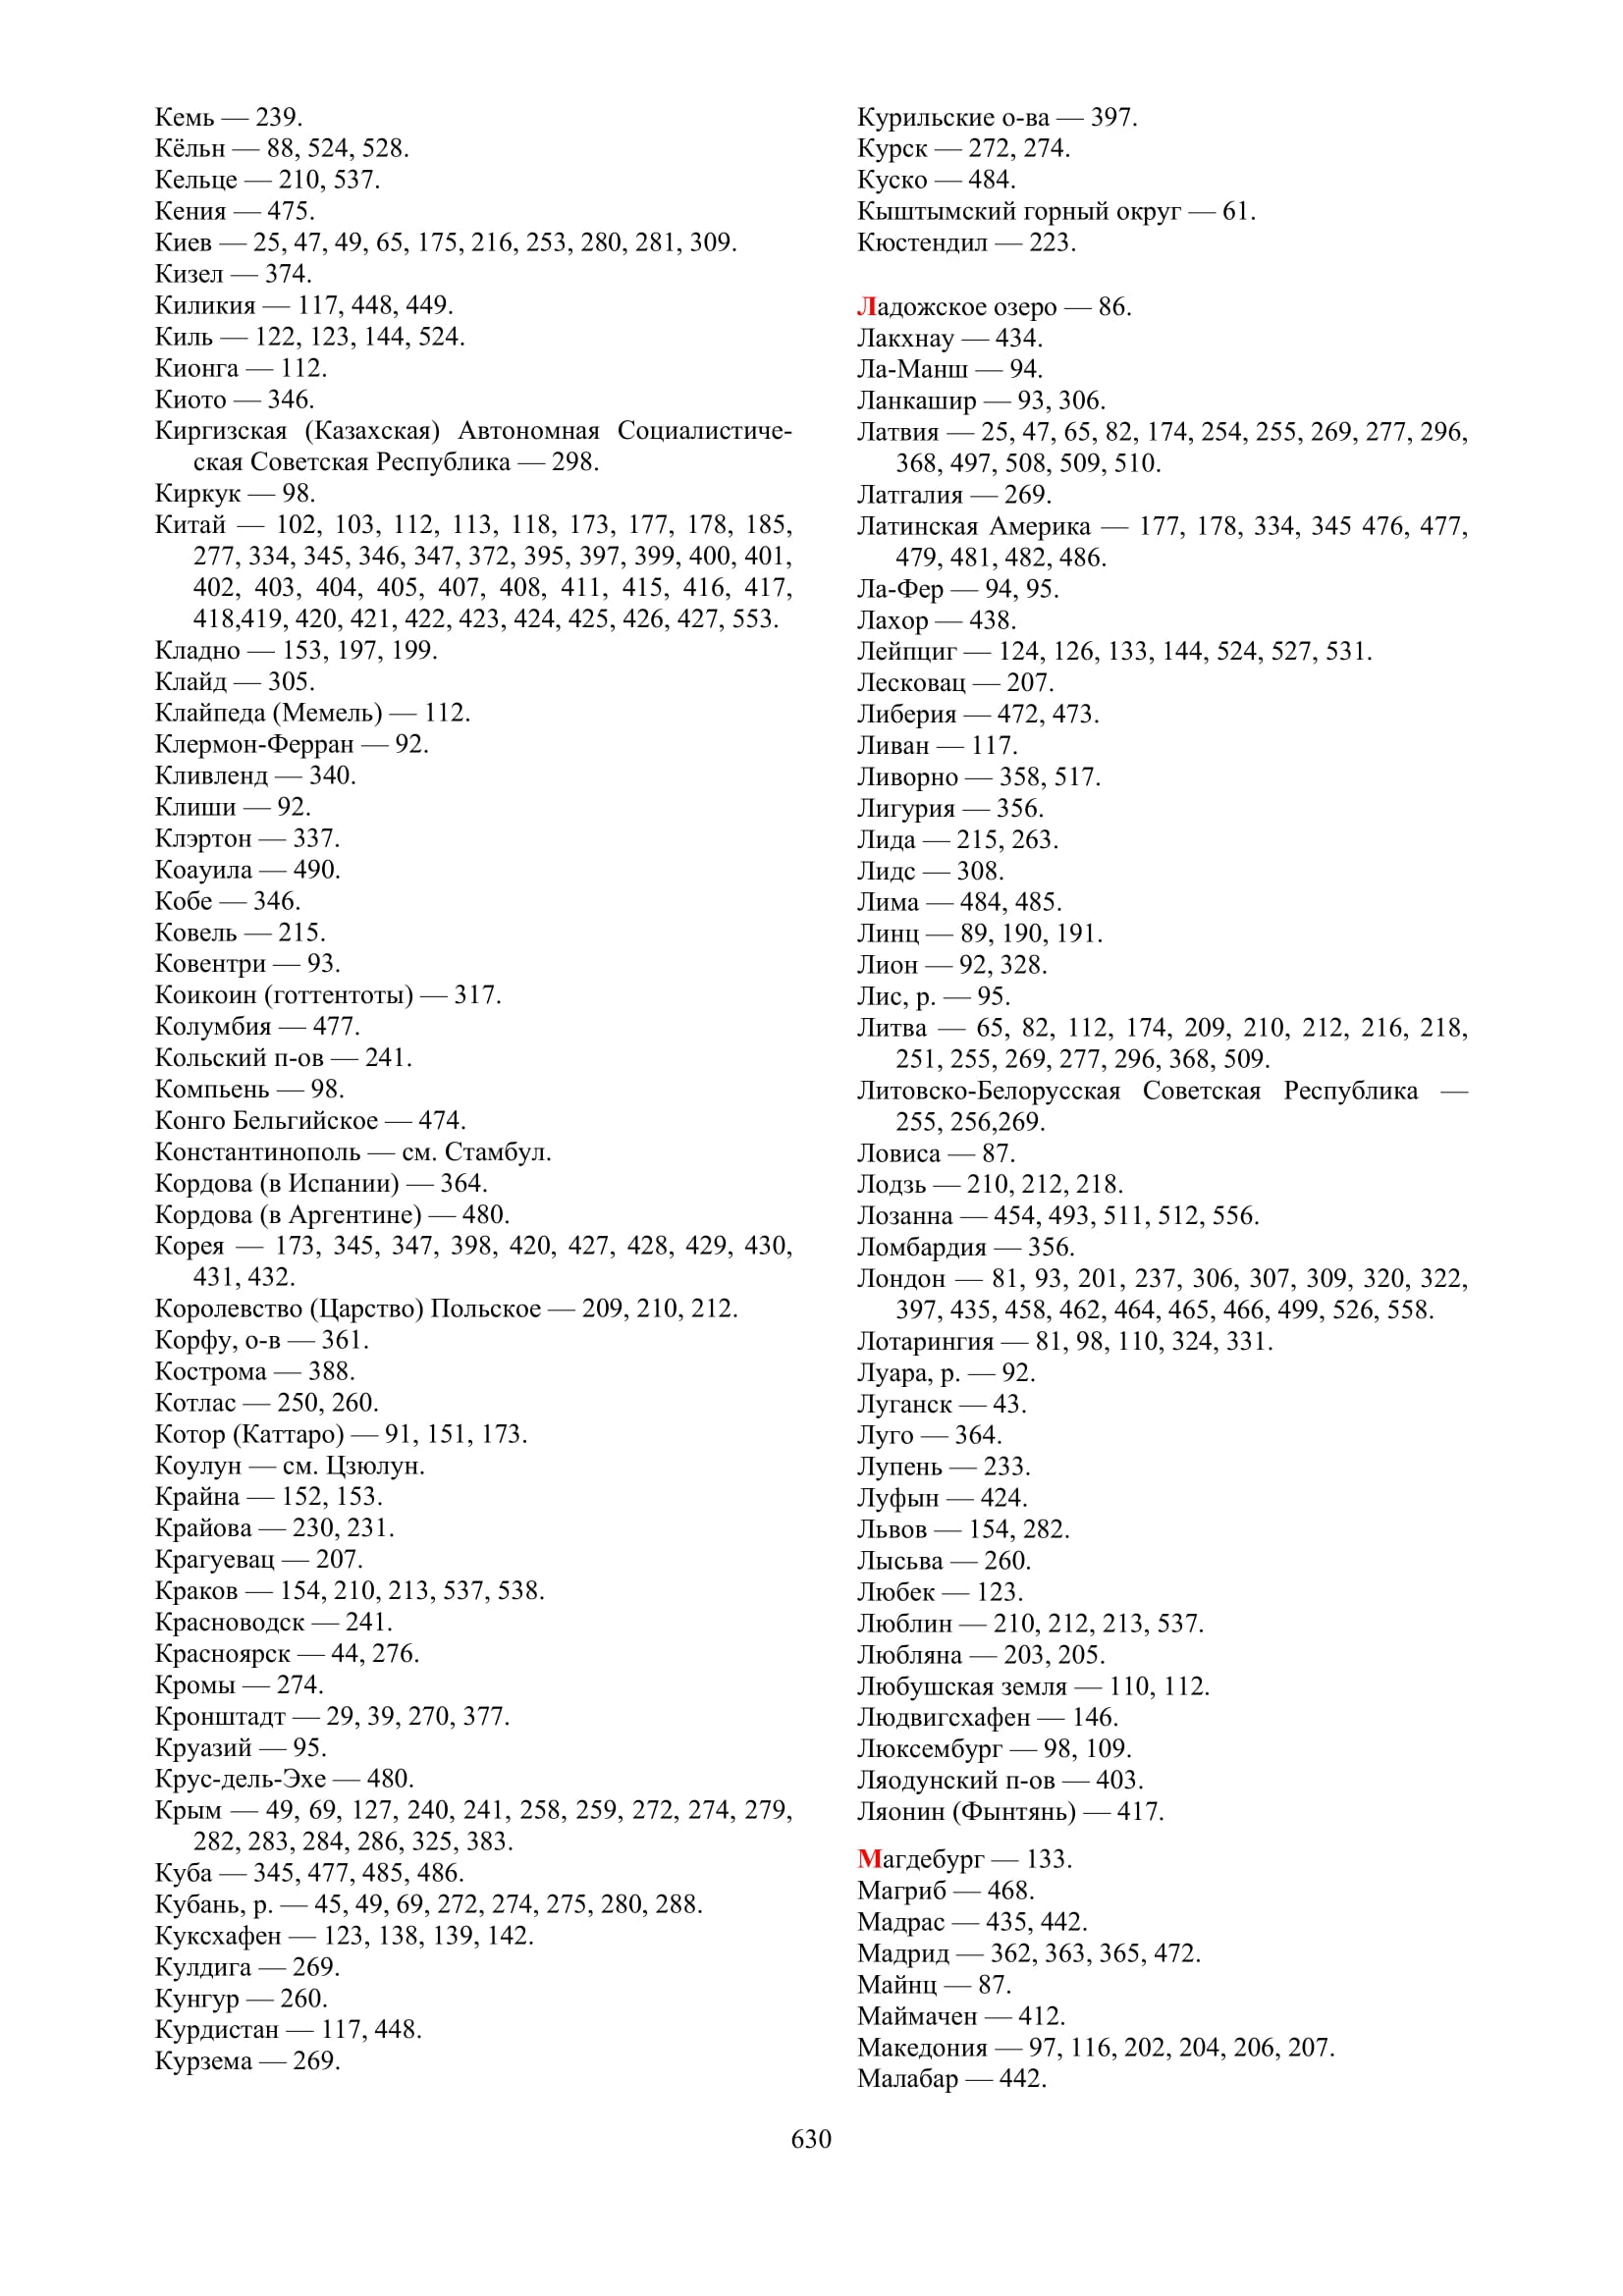 Кемь — 239.
Кёльн — 88, 524, 528.
Кельце — 210, 537.
Кения — 475.
Киев — 25, 47, 49, 65, 175, 216, 253, 280, 281, 309.
Кизел — 374.
Киликия — 117, 448, 449.
Киль — 122, 123, 144, 524.
Кионга — 112.
Киото — 346.
Киргизская (Казахская) Автономная Социалистиче-
ская Советская Республика — 298.
Киркук — 98.
Китай — 102, 103, 112, 113, 118, 173, 177, 178, 185,
277, 334, 345, 346, 347, 372, 395, 397, 399, 400, 401,
402, 403, 404, 405, 407, 408, 411, 415, 416, 417,
418,419, 420, 421, 422, 423, 424, 425, 426, 427, 553.
Кладно — 153, 197, 199.
Клайд — 305.
Клайпеда (Мемель) — 112.
Клермон-Ферран — 92.
Кливленд — 340.
Клиши — 92.
Клэртон — 337.
Коауила — 490.
Кобе — 346.
Ковель — 215.
Ковентри — 93.
Коикоин (готтентоты) — 317.
Колумбия — 477.
Кольский п-ов — 241.
Компьень — 98.
Конго Бельгийское — 474.
Константинополь — см. Стамбул.
Кордова (в Испании) — 364.
Кордова (в Аргентине) — 480.
Корея — 173, 345, 347, 398, 420, 427, 428, 429, 430,
431, 432.
Королевство (Царство) Польское — 209, 210, 212.
Корфу, о-в — 361.
Кострома — 388.
Котлас — 250, 260.
Котор (Каттаро) — 91, 151, 173.
Коулун — см. Цзюлун.
Крайна — 152, 153.
Крайова — 230, 231.
Крагуевац — 207.
Краков — 154, 210, 213, 537, 538.
Красноводск — 241.
Красноярск — 44, 276.
Кромы — 274.
Кронштадт — 29, 39, 270, 377.
Круазий — 95.
Крус-дель-Эхе — 480.
Крым — 49, 69, 127, 240, 241, 258, 259, 272, 274, 279,
282, 283, 284, 286, 325, 383.
Куба — 345, 477, 485, 486.
Кубань, р. — 45, 49, 69, 272, 274, 275, 280, 288.
Куксхафен — 123, 138, 139, 142.
Кулдига — 269.
Кунгур — 260.
Курдистан — 117, 448.
Курзема — 269.
Курильские о-ва — 397.
Курск — 272, 274.
Куско — 484.
Кыштымский горный округ — 61.
Кюстендил — 223.
Ладожское озеро — 86.
Лакхнау — 434.
Ла-Манш — 94.
Ланкашир — 93, 306.
Латвия — 25, 47, 65, 82, 174, 254, 255, 269, 277, 296,
368, 497, 508, 509, 510.
Латгалия — 269.
Латинская Америка — 177, 178, 334, 345 476, 477,
479, 481, 482, 486.
Ла-Фер — 94, 95.
Лахор — 438.
Лейпциг — 124, 126, 133, 144, 524, 527, 531.
Лесковац — 207.
Либерия — 472, 473.
Ливан — 117.
Ливорно — 358, 517.
Лигурия — 356.
Лида — 215, 263.
Лидс — 308.
Лима — 484, 485.
Линц — 89, 190, 191.
Лион — 92, 328.
Лис, р. — 95.
Литва — 65, 82, 112, 174, 209, 210, 212, 216, 218,
251, 255, 269, 277, 296, 368, 509.
Литовско-Белорусская Советская Республика —
255, 256,269.
Ловиса — 87.
Лодзь — 210, 212, 218.
Лозанна — 454, 493, 511, 512, 556.
Ломбардия — 356.
Лондон — 81, 93, 201, 237, 306, 307, 309, 320, 322,
397, 435, 458, 462, 464, 465, 466, 499, 526, 558.
Лотарингия — 81, 98, 110, 324, 331.
Луара, р. — 92.
Луганск — 43.
Луго — 364.
Лупень — 233.
Луфын — 424.
Львов — 154, 282.
Лысьва — 260.
Любек — 123.
Люблин — 210, 212, 213, 537.
Любляна — 203, 205.
Любушская земля — 110, 112.
Людвигсхафен — 146.
Люксембург — 98, 109.
Ляодунский п-ов — 403.
Ляонин (Фынтянь) — 417.
Магдебург — 133.
Магриб — 468.
Мадрас — 435, 442.
Мадрид — 362, 363, 365, 472.
Майнц — 87.
Маймачен — 412.
Македония — 97, 116, 202, 204, 206, 207.
Малабар — 442.
630